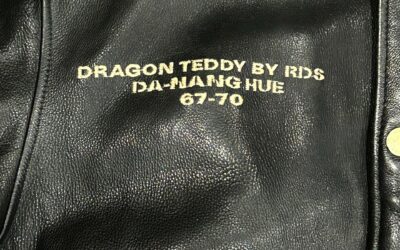 DRAGON TEDDY BY RDS
DA-NANG HUE
67-70